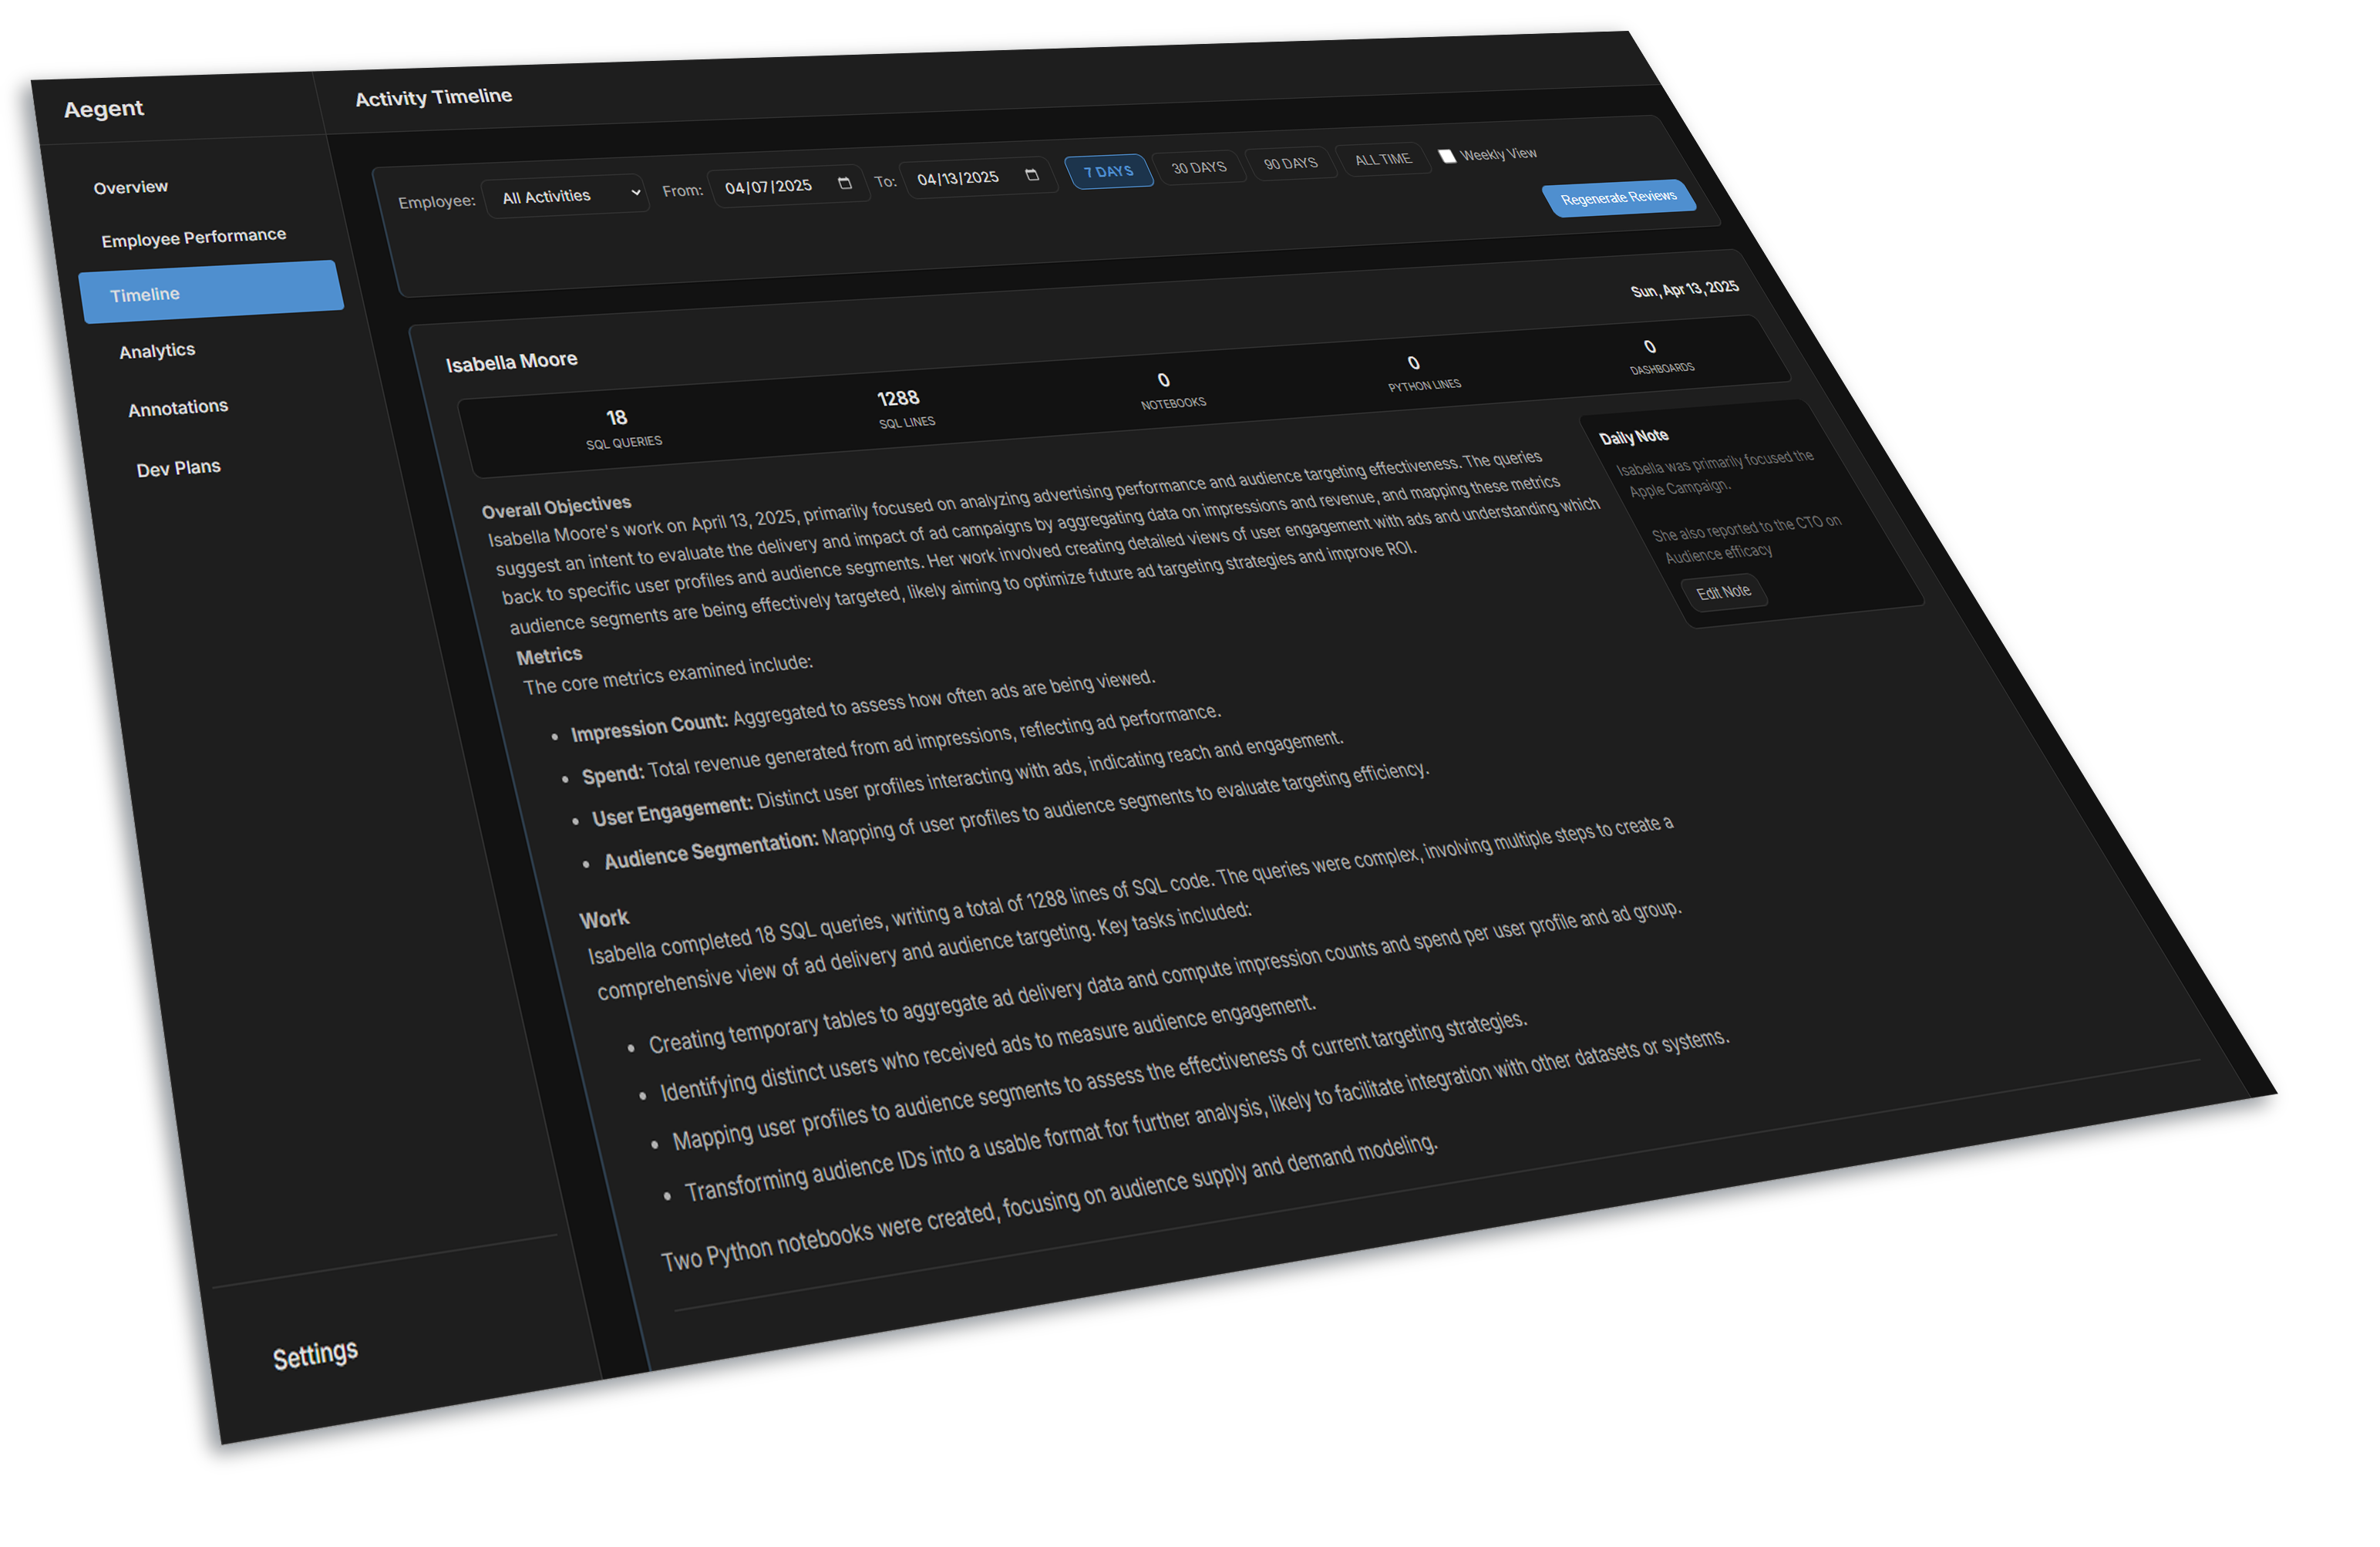 Aegent
Activity Timeline
Overview
Employee Performance
Timeline
Analytics
Annotations
Dev Plans
Settings
Employee: All Activities From: 04/07/2025 To: 04/13/2025 7 DAYS 30 DAYS 90 DAYS ALL TIME Weekly View
Regenerate Reviews
Isabella Moore
Sun, Apr 13, 2025
18
SQL QUERIES
1288
SQL LINES
0
NOTEBOOKS
0
PYTHON LINES
0
DASHBOARDS
Overall Objectives
Isabella Moore's work on April 13, 2025, primarily focused on analyzing advertising performance and audience targeting effectiveness. The queries
suggest an intent to evaluate the delivery and impact of ad campaigns by aggregating data on impressions and revenue, and mapping these metrics
back to specific user profiles and audience segments. Her work involved creating detailed views of user engagement with ads and understanding which
audience segments are being effectively targeted, likely aiming to optimize future ad targeting strategies and improve ROI.
Metrics
The core metrics examined include:
• Impression Count: Aggregated to assess how often ads are being viewed.
• Spend: Total revenue generated from ad impressions, reflecting ad performance.
• User Engagement: Distinct user profiles interacting with ads, indicating reach and engagement.
• Audience Segmentation: Mapping of user profiles to audience segments to evaluate targeting efficiency.
Work
Isabella completed 18 SQL queries, writing a total of 1288 lines of SQL code. The queries were complex, involving multiple steps to create a
comprehensive view of ad delivery and audience targeting. Key tasks included:
• Creating temporary tables to aggregate ad delivery data and compute impression counts and spend per user profile and ad group.
• Identifying distinct users who received ads to measure audience engagement.
• Mapping user profiles to audience segments to assess the effectiveness of current targeting strategies.
• Transforming audience IDs into a usable format for further analysis, likely to facilitate integration with other datasets or systems.
Two Python notebooks were created, focusing on audience supply and demand modeling.
Daily Note
Isabella was primarily focused the
Apple Campaign.
She also reported to the CTO on
Audience efficacy
Edit Note